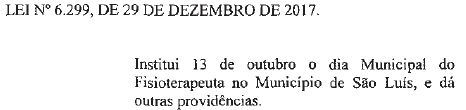 LEI Nº 6.299, DE 29 DE DEZEMBRO DE 2017.
Institui 13 de outubro o dia Municipal do
Fisioterapeuta no Município de São Luís, e dá
outras providências.